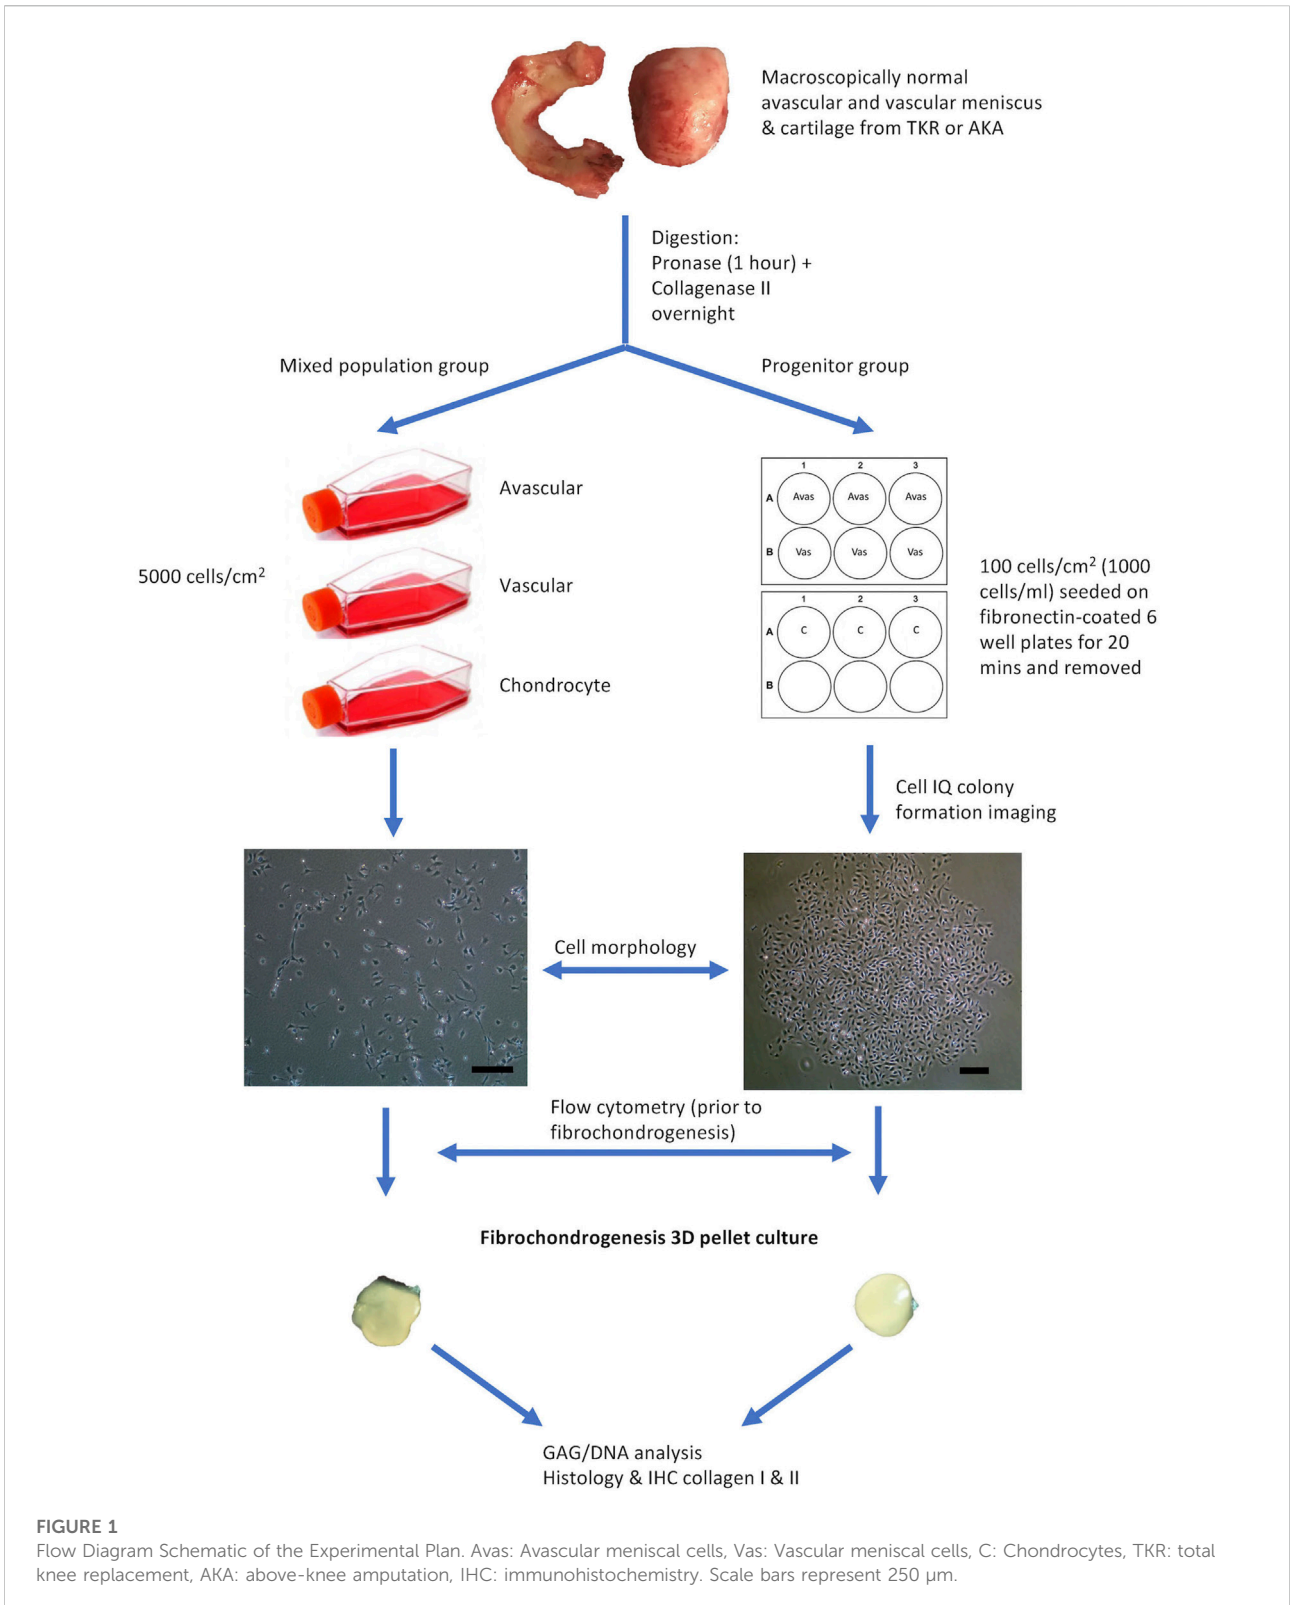 Macroscopically normal
avascular and vascular meniscus
& cartilage from TKR or AKA
Digestion:
Pronase (1 hour) +
Collagenase II
overnight
Mixed population group
Progenitor group
Avascular
5000 cells/cm²
Vascular
Chondrocyte
1 2 3
A Avas Avas Avas
B Vas Vas Vas
1 2 3
A C C C
B
100 cells/cm² (1000
cells/ml) seeded on
fibronectin-coated 6
well plates for 20
mins and removed
Cell IQ colony
formation imaging
Cell morphology
Flow cytometry (prior to
fibrochondrogenesis)
Fibrochondrogenesis 3D pellet culture
GAG/DNA analysis
Histology & IHC collagen I & II
FIGURE 1
Flow Diagram Schematic of the Experimental Plan. Avas: Avascular meniscal cells, Vas: Vascular meniscal cells, C: Chondrocytes, TKR: total
knee replacement, AKA: above-knee amputation, IHC: immunohistochemistry. Scale bars represent 250 µm.